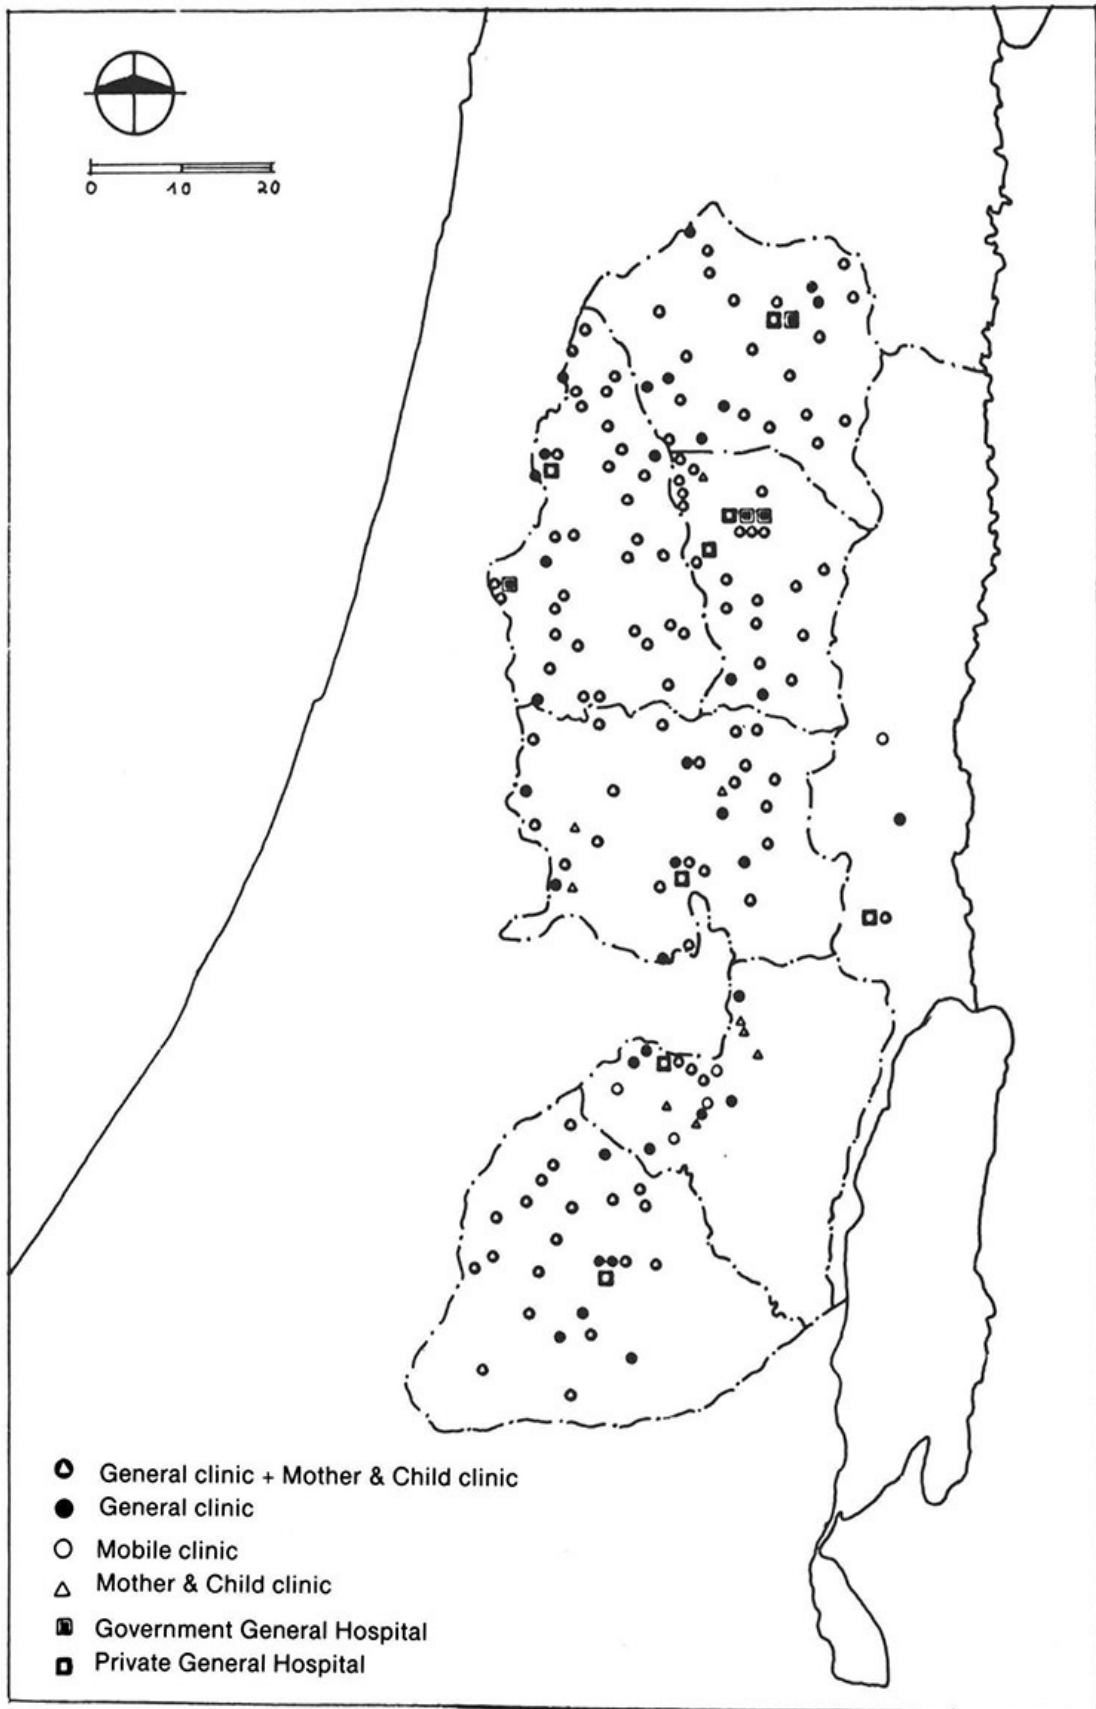 0 10 20
General clinic + Mother & Child clinic
General clinic
Mobile clinic
Mother & Child clinic
Government General Hospital
Private General Hospital